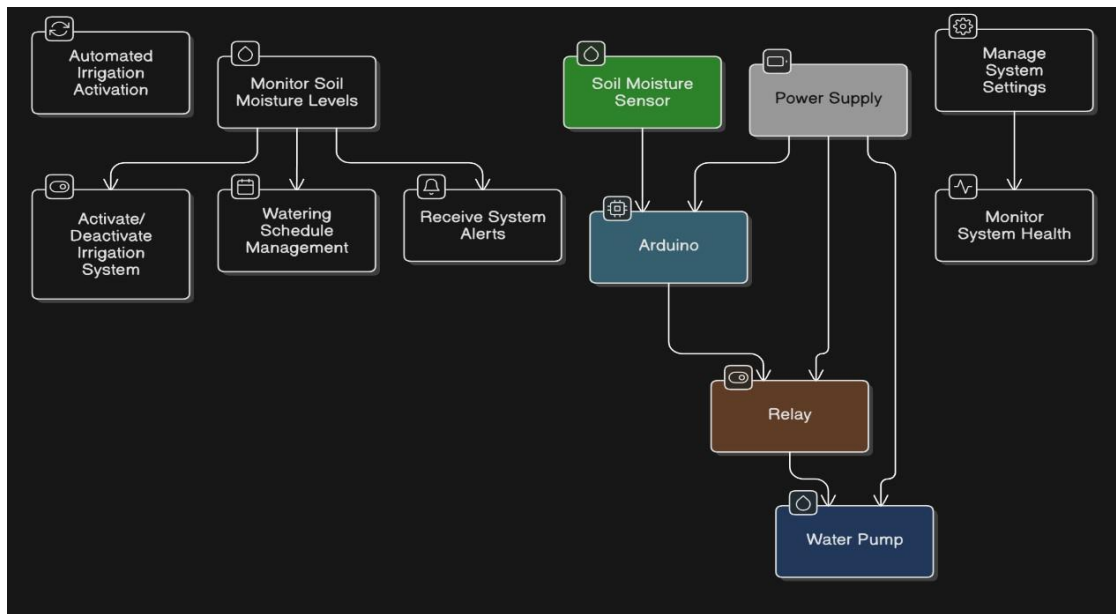 Automated
Irrigation
Activation
Monitor Soil
Moisture Levels
Soil Moisture
Sensor
Power Supply
Manage
System
Settings
Activate/
Deactivate
Irrigation
System
Watering
Schedule
Management
Receive System
Alerts
Arduino
Monitor
System Health
Relay
Water Pump